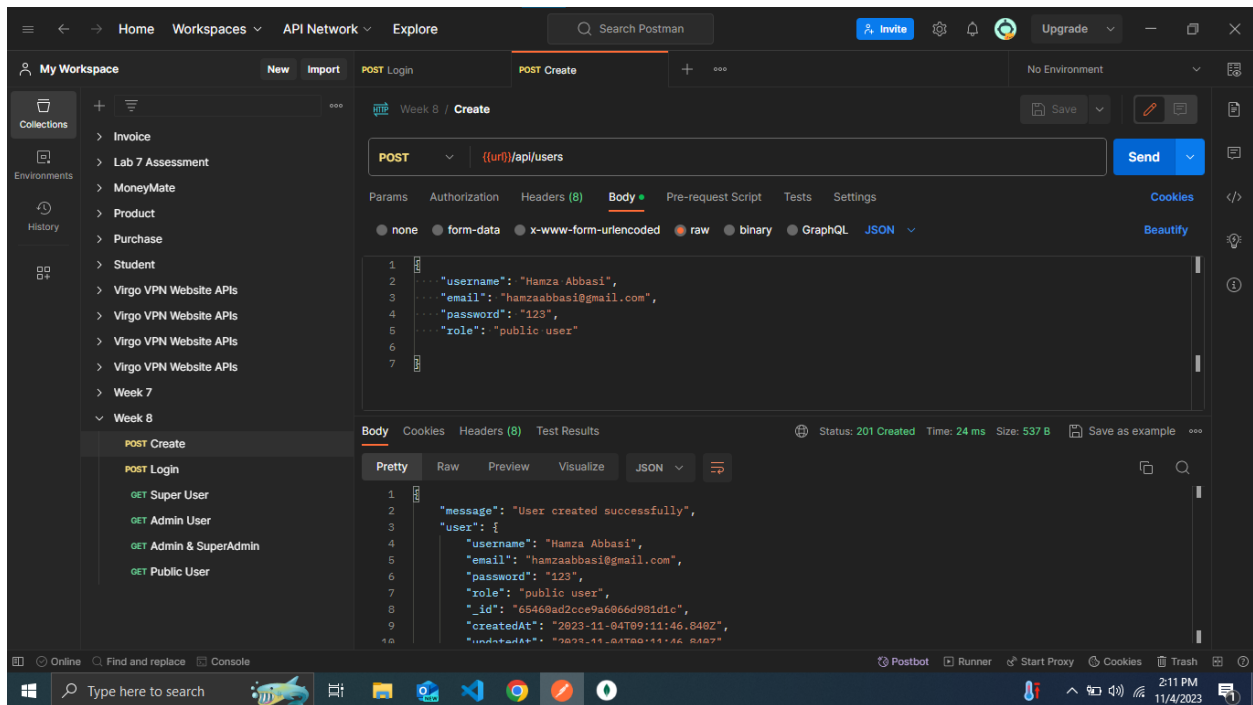 Home Workspaces API Network Explore Search Postman Invite Upgrade
My Workspace New Import POST Login POST Create No Environment
Collections
Environments
History
Invoice
Lab 7 Assessment
MoneyMate
Product
Purchase
Student
Virgo VPN Website APIs
Virgo VPN Website APIs
Virgo VPN Website APIs
Virgo VPN Website APIs
Week 7
Week 8
POST Create
POST Login
GET Super User
GET Admin User
GET Admin & SuperAdmin
GET Public User
HTTP Week 8 / Create Save
POST {{url}}/api/users Send
Params Authorization Headers (8) Body Pre-request Script Tests Settings Cookies
none form-data x-www-form-urlencoded raw binary GraphQL JSON Beautify
1 {
2 "username": "Hamza Abbasi",
3 "email": "hamzaabbasi@gmail.com",
4 "password": "123",
5 "role": "public user"
6
7 }
Body Cookies Headers (8) Test Results Status: 201 Created Time: 24 ms Size: 537 B Save as example
Pretty Raw Preview Visualize JSON
1 {
2 "message": "User created successfully",
3 "user": {
4 "username": "Hamza Abbasi",
5 "email": "hamzaabbasi@gmail.com",
6 "password": "123",
7 "role": "public user",
8 "_id": "65460ad2cce9a6066d981d1c",
9 "createdAt": "2023-11-04T09:11:46.840Z",
10 "updatedAt": "2023-11-04T09:11:46.840Z"
Online Find and replace Console Postbot Runner Start Proxy Cookies Trash
Type here to search 2:11 PM
11/4/2023